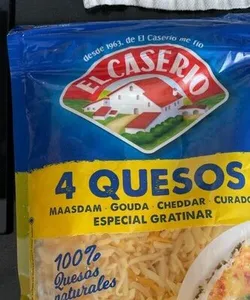 desde 1963, de El Caserío me fío
EL CASERÍO
4 QUESOS
MAASDAM · GOUDA · CHEDDAR · CURADO
ESPECIAL GRATINAR
100%
Quesos
naturales